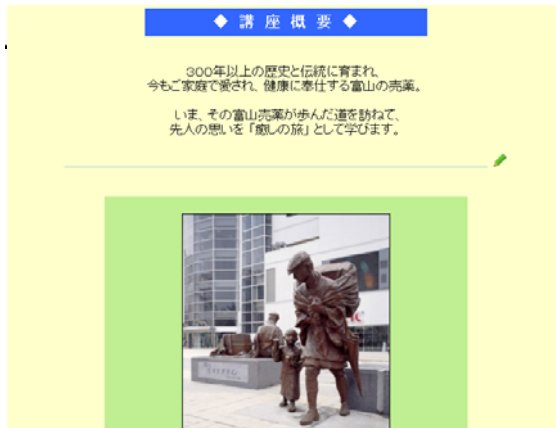 ◆ 講 座 概 要 ◆
300年以上の歴史と伝統に育まれ、
今もご家庭で愛され、健康に奉仕する富山の売薬。
いま、その富山売薬が歩んだ道を訪ねて、
先人の思いを「癒しの旅」として学びます。